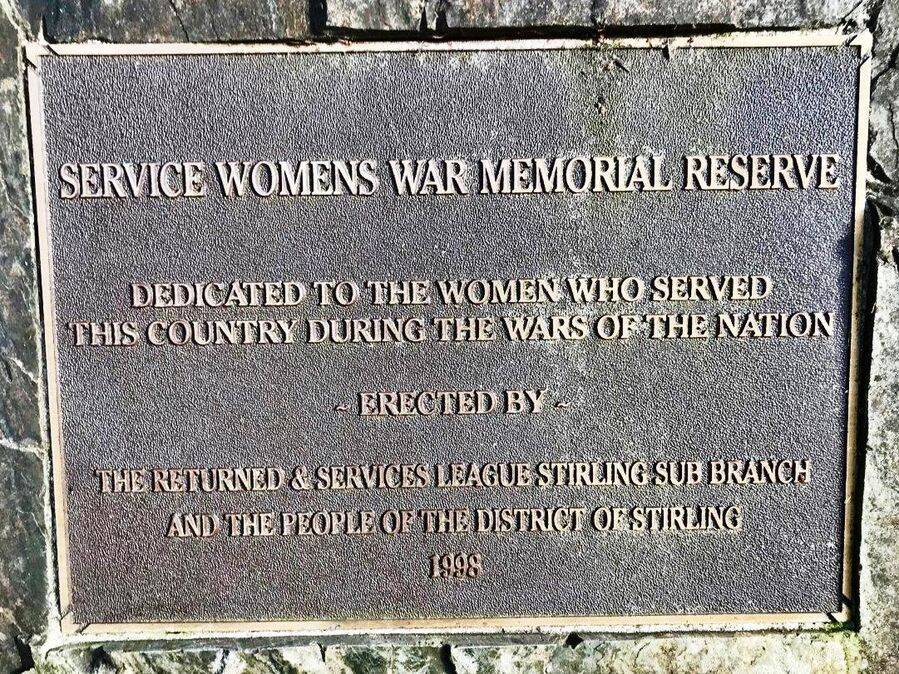 SERVICE WOMENS WAR MEMORIAL RESERVE
DEDICATED TO THE WOMEN WHO SERVED
THIS COUNTRY DURING THE WARS OF THE NATION
~ ERECTED BY ~
THE RETURNED & SERVICES LEAGUE STIRLING SUB BRANCH
AND THE PEOPLE OF THE DISTRICT OF STIRLING
1998